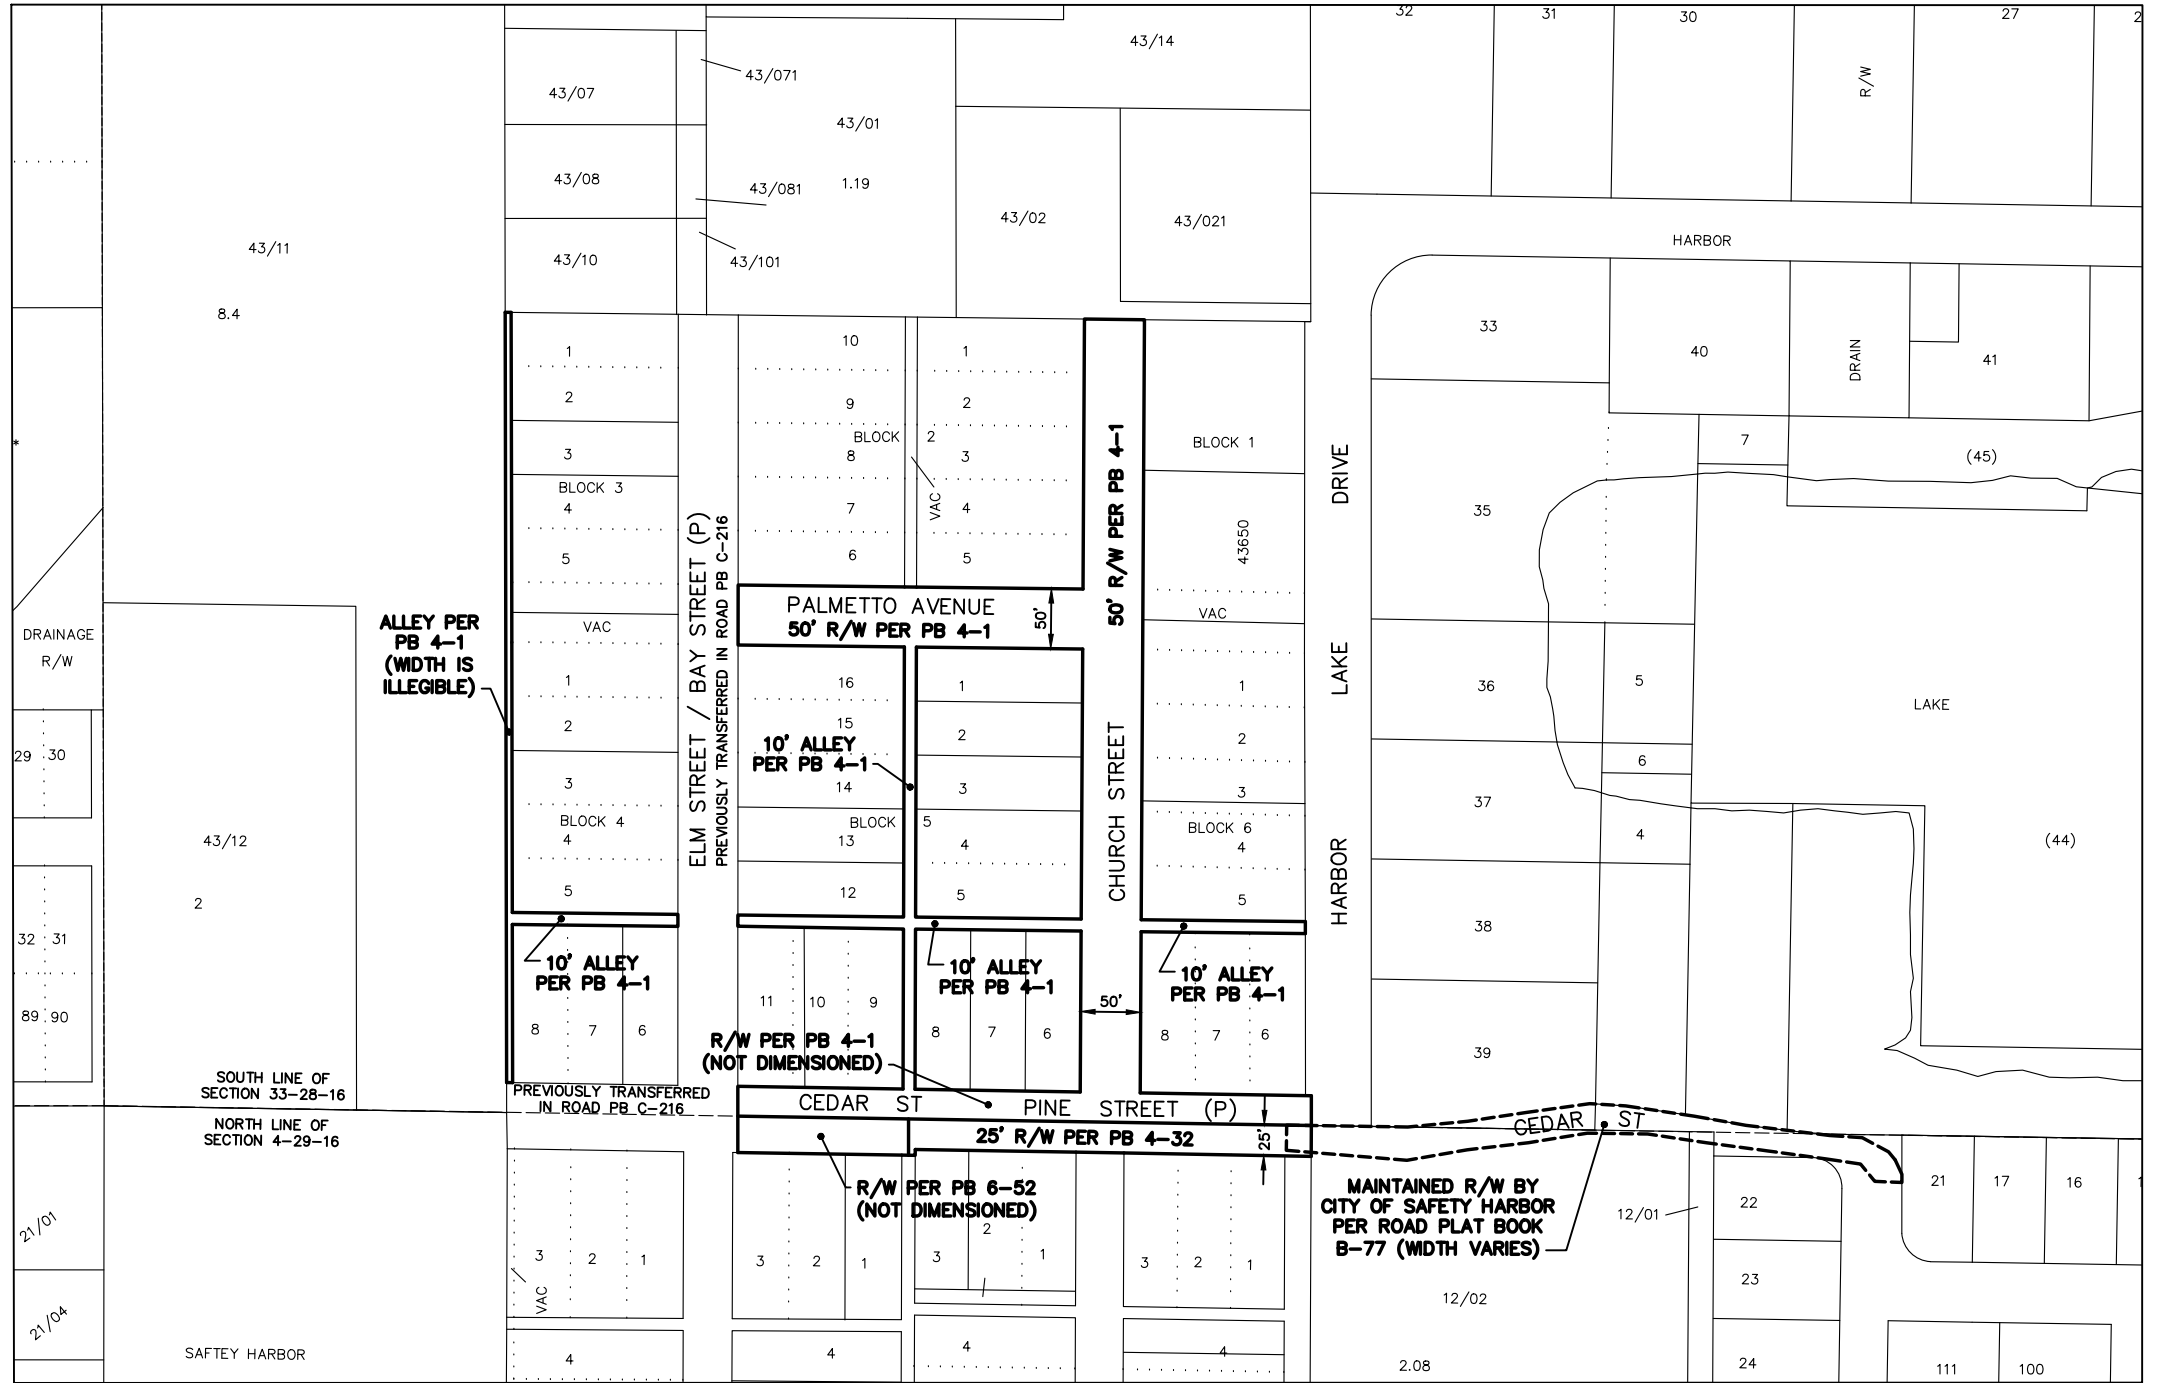 32
31
30
27
2
43/14
43/071
43/07
43/01
R/W
43/08
43/081
1.19
43/02
43/021
43/11
43/10
43/101
HARBOR
8.4
33
40
DRAIN
41
1
2
3
BLOCK 3
4
5
VAC
10
9
BLOCK 2
8
7
6
VAC
1
2
3
4
5
50' R/W PER PB 4-1
BLOCK 1
43650
VAC
DRIVE
LAKE
HARBOR
7
(45)
35
*
DRAINAGE
R/W
ALLEY PER
PB 4-1
(WIDTH IS
ILLEGIBLE)
ELM STREET / BAY STREET (P)
PREVIOUSLY TRANSFERRED IN ROAD PB C-216
PALMETTO AVENUE
50' R/W PER PB 4-1
50'
36
5
LAKE
6
37
4
(44)
38
39
29
30
43/12
2
32
31
89
90
1
2
3
BLOCK 4
4
5
16
15
10' ALLEY
PER PB 4-1
14
BLOCK 5
13
12
1
2
3
4
5
CHURCH STREET
1
2
3
BLOCK 6
4
5
10' ALLEY
PER PB 4-1
8
7
6
11
10
9
10' ALLEY
PER PB 4-1
8
7
6
50'
10' ALLEY
PER PB 4-1
8
7
6
R/W PER PB 4-1
(NOT DIMENSIONED)
SOUTH LINE OF
SECTION 33-28-16
NORTH LINE OF
SECTION 4-29-16
PREVIOUSLY TRANSFERRED
IN ROAD PB C-216
CEDAR ST
PINE STREET (P)
25' R/W PER PB 4-32
25'
CEDAR ST
R/W PER PB 6-52
(NOT DIMENSIONED)
MAINTAINED R/W BY
CITY OF SAFETY HARBOR
PER ROAD PLAT BOOK
B-77 (WIDTH VARIES)
21
17
16
1
12/01
22
23
24
12/02
2.08
111
100
21/01
21/04
SAFTEY HARBOR
3
2
1
VAC
4
3
2
1
4
3
2
1
4
3
2
1
4